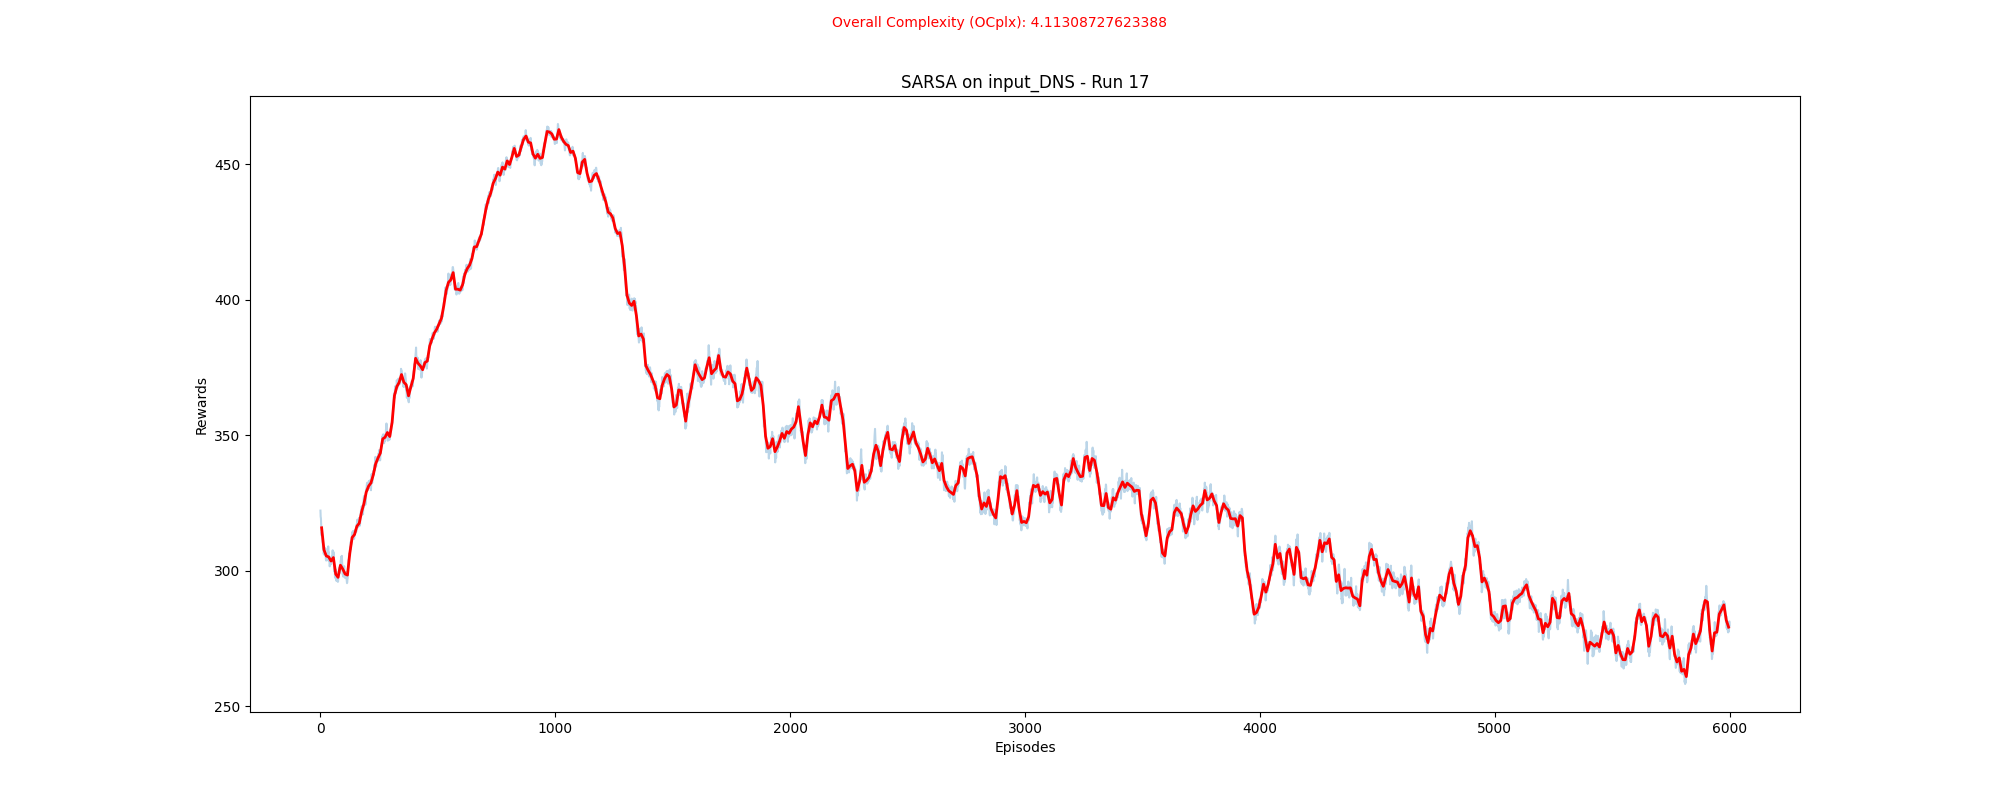 Overall Complexity (OCplx): 4.11308727623388
SARSA on input_DNS - Run 17
450
400
350
300
250
Rewards
0 1000 2000 3000 4000 5000 6000
Episodes